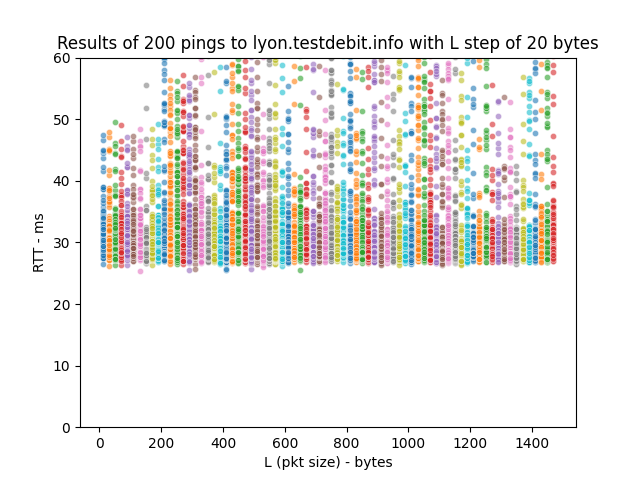 Results of 200 pings to lyon.testdebit.info with L step of 20 bytes
60
50
40
30
20
10
0
RTT - ms
0 200 400 600 800 1000 1200 1400
L (pkt size) - bytes